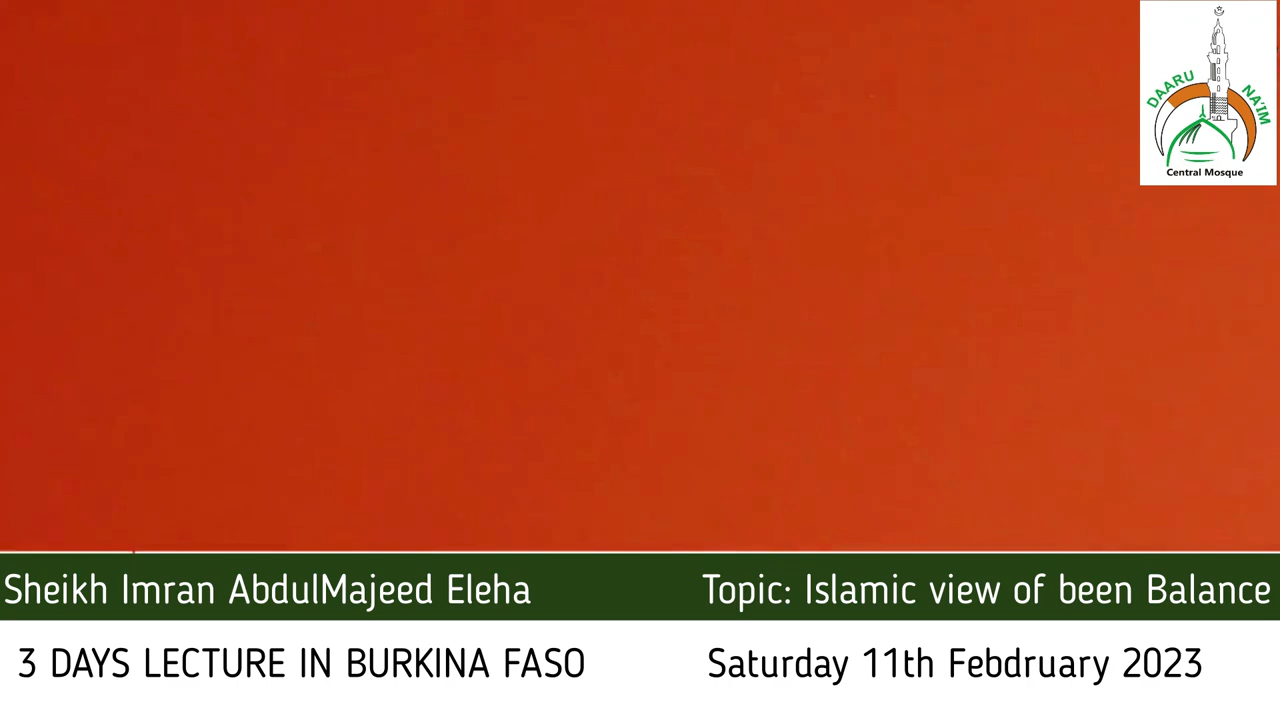 DAARU NA'IM
Central Mosque
Sheikh Imran AbdulMajeed Eleha
Topic: Islamic view of been Balance
3 DAYS LECTURE IN BURKINA FASO
Saturday 11th Febdruary 2023